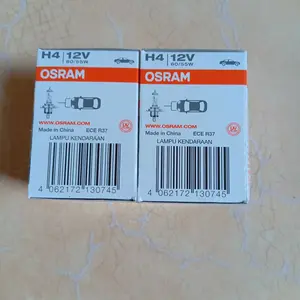 H4 12V
60/55W
OSRAM
WWW.OSRAM.COM
Made in China ECE R37
LAMPU KENDARAAN
4 062172 130745
H4 12V
60/55W
OSRAM
WWW.OSRAM.COM
Made in China ECE R37
LAMPU KENDARAAN
4 062172 130745